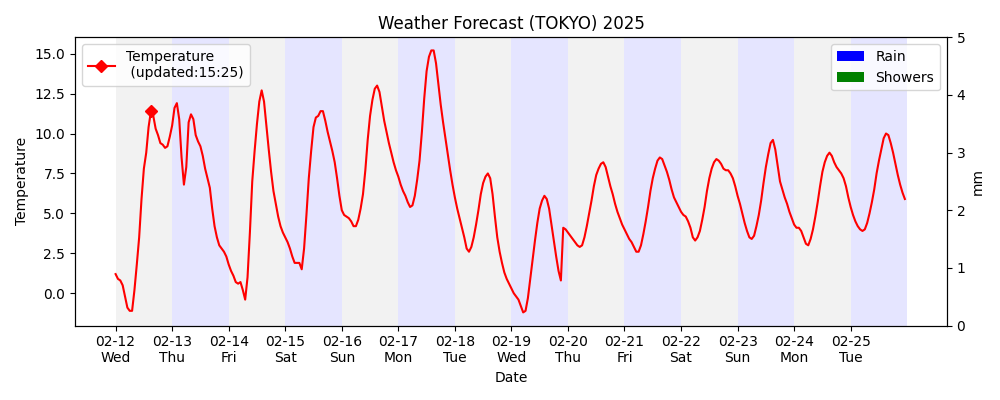 Weather Forecast (TOKYO) 2025
Temperature
(updated:15:25)
Rain
Showers
Temperature
15.0
12.5
10.0
7.5
5.0
2.5
0.0
5
4
3
2
1
0
mm
02-12 02-13 02-14 02-15 02-16 02-17 02-18 02-19 02-20 02-21 02-22 02-23 02-24 02-25
Wed Thu Fri Sat Sun Mon Tue Wed Thu Fri Sat Sun Mon Tue
Date